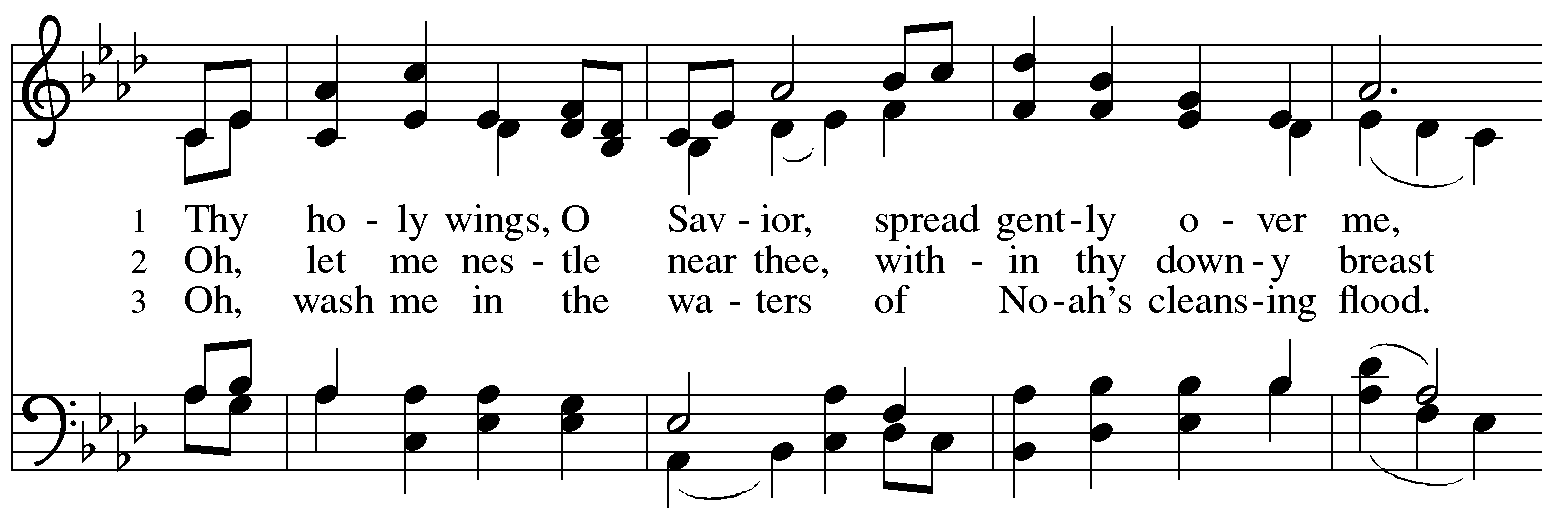 1 Thy ho - ly wings, O Sav - ior, spread gent - ly o - ver me,
2 Oh, let me nes - tle near thee, with - in thy down - y breast
3 Oh, wash me in the wa - ters of No - ah's cleans - ing flood.